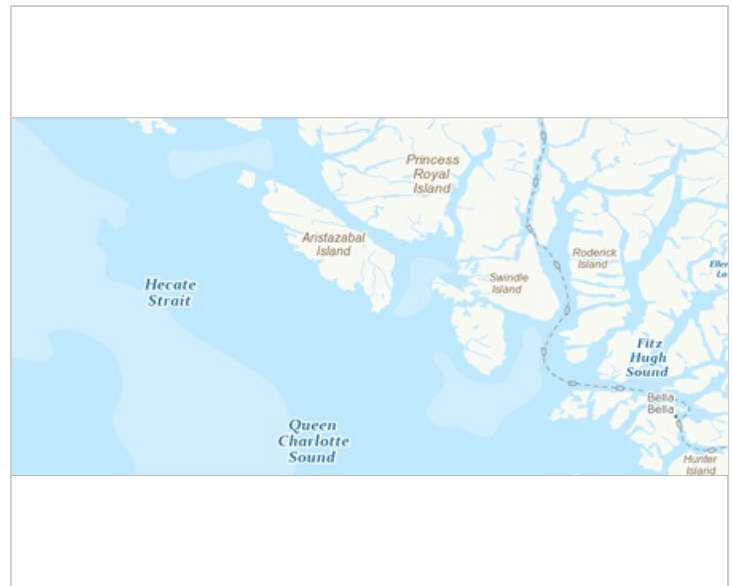 Princess
Royal
Island
Aristazabal
Island
Roderick
Island
Swindle
Island
Hecate
Strait
Fitz
Hugh
Sound
Bella
Bella
Queen
Charlotte
Sound
Hunter
Island